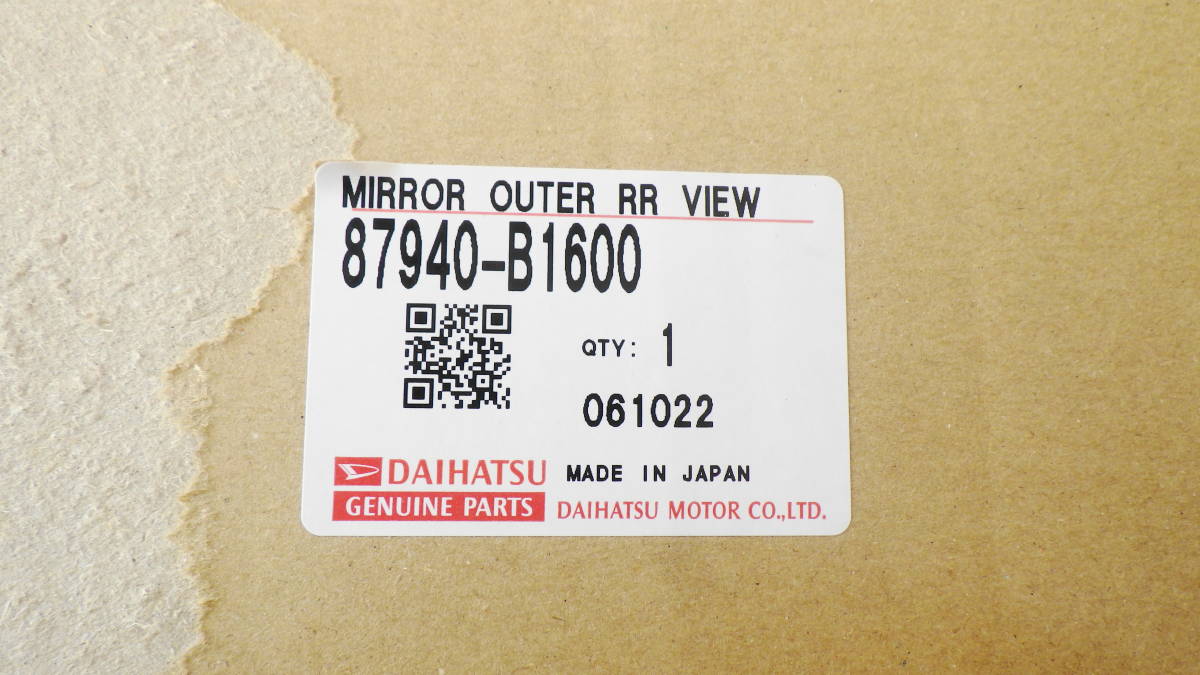 MIRROR OUTER RR VIEW
87940-B1600
QTY: 1
061022
DAIHATSU MADE IN JAPAN
GENUINE PARTS DAIHATSU MOTOR CO.,LTD.